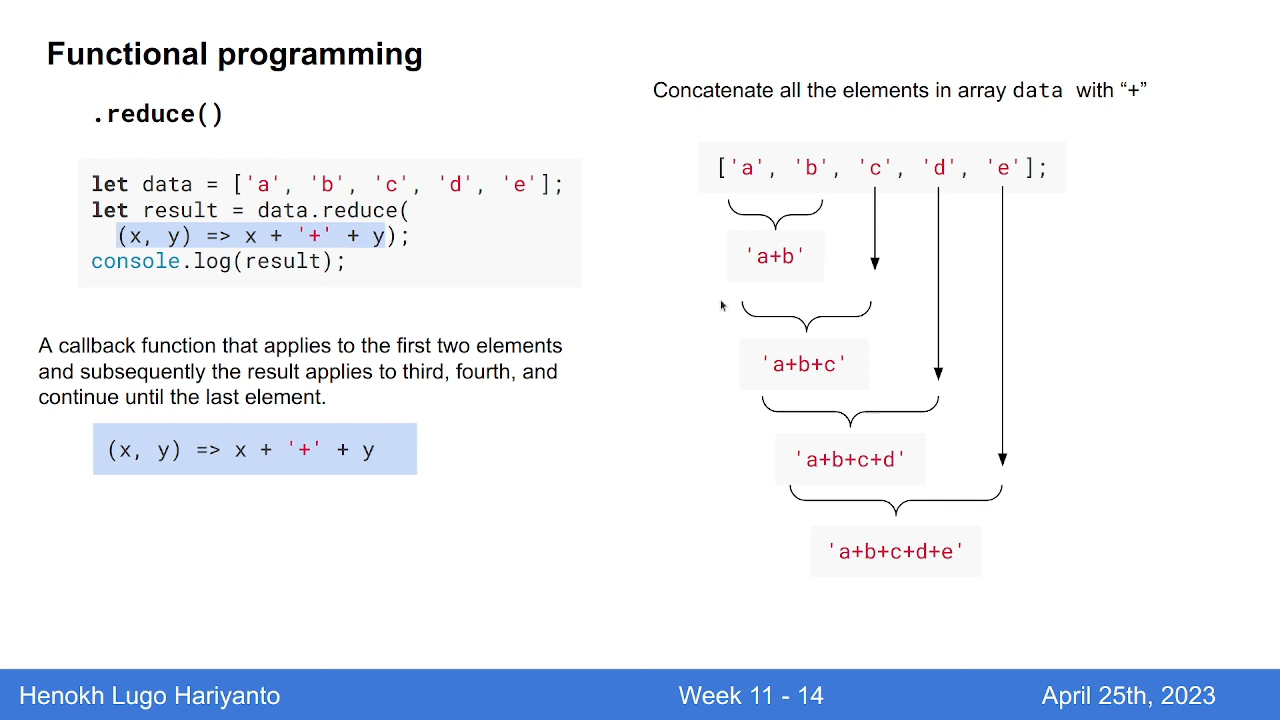 Functional programming
.reduce()
let data = ['a', 'b', 'c', 'd', 'e'];
let result = data.reduce(
(x, y) => x + '+' + y);
console.log(result);
A callback function that applies to the first two elements
and subsequently the result applies to third, fourth, and
continue until the last element.
(x, y) => x + '+' + y
Concatenate all the elements in array data with “+”
['a', 'b', 'c', 'd', 'e'];
'a+b'
'a+b+c'
'a+b+c+d'
'a+b+c+d+e'
Henokh Lugo Hariyanto
Week 11 - 14
April 25th, 2023